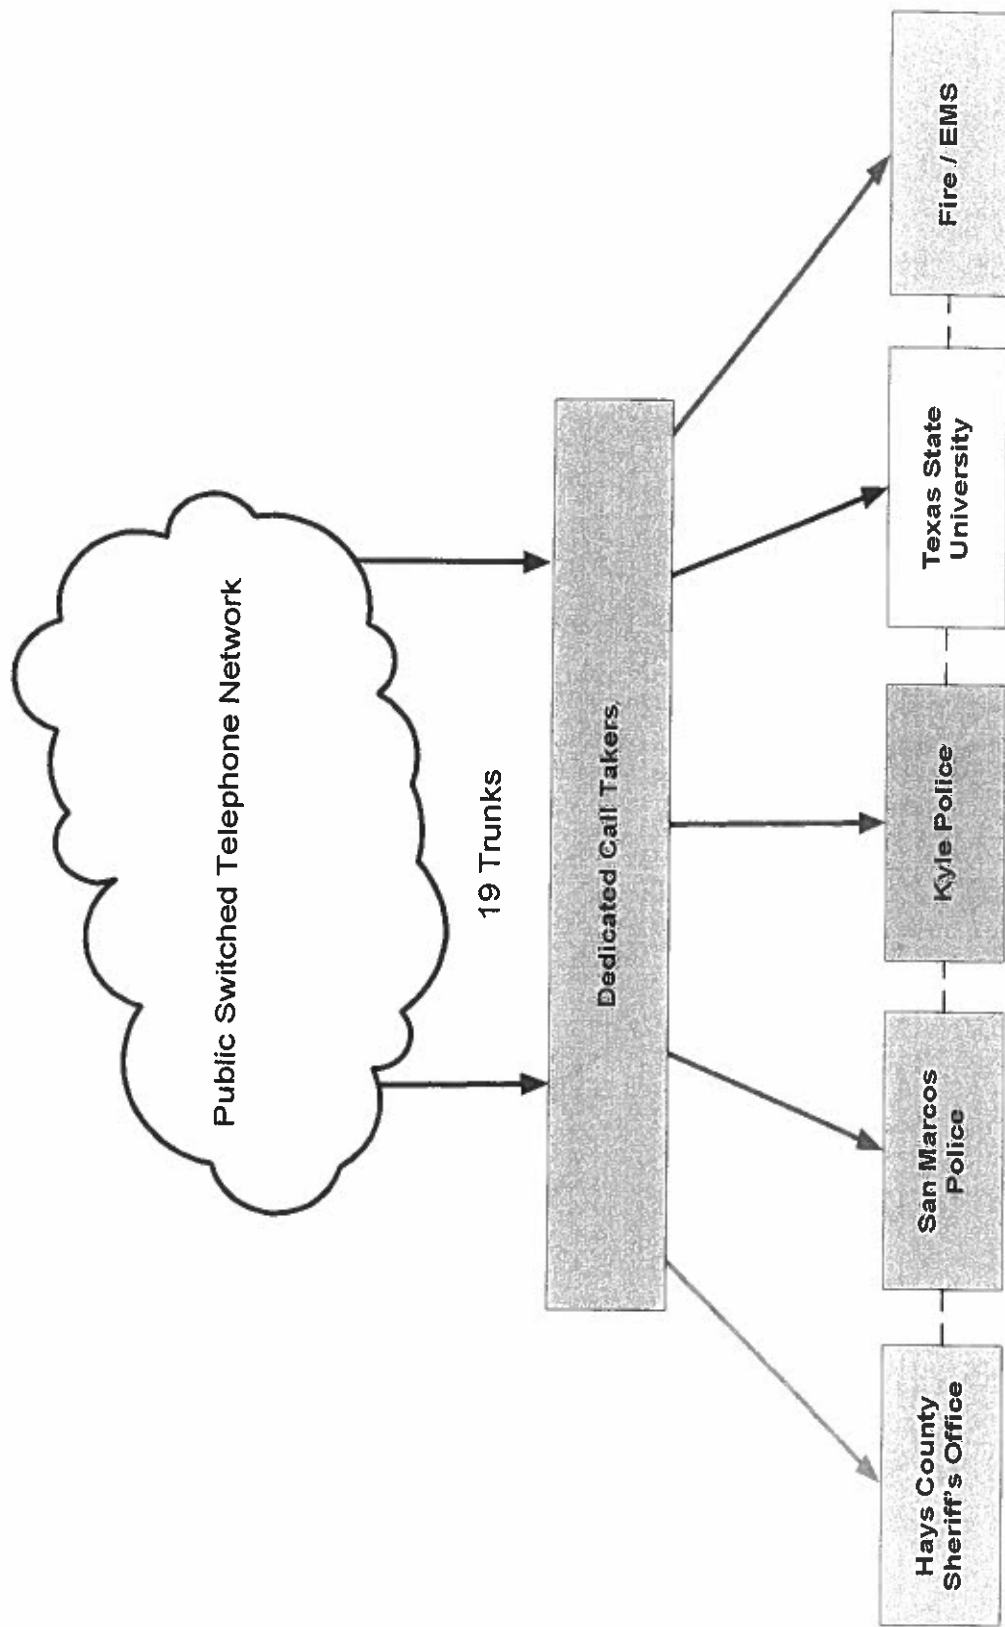 Public Switched Telephone Network
19 Trunks
Dedicated Call Takers
Hays County
Sheriff's Office
San Marcos
Police
Kyle Police
Texas State
University
Fire / EMS